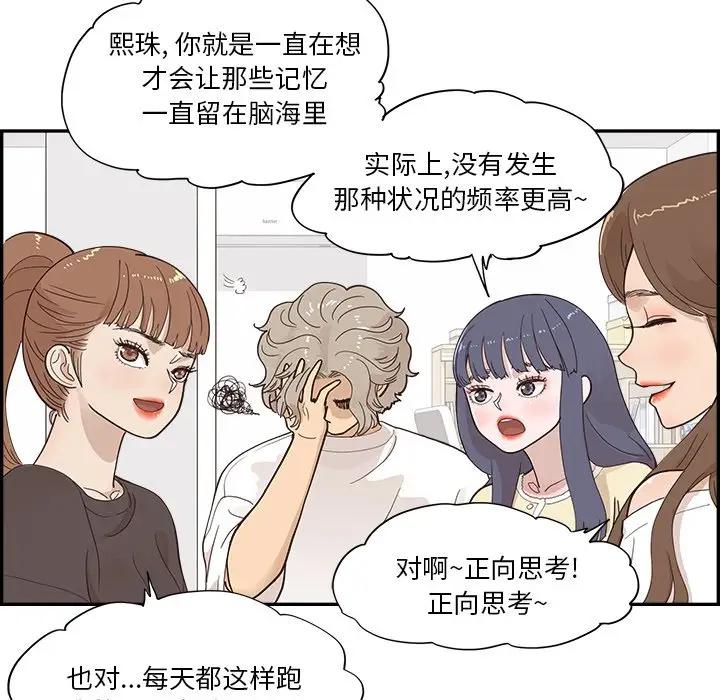 熙珠, 你就是一直在想
才会让那些记忆
一直留在脑海里
实际上,没有发生
那种状况的频率更高~
对啊~正向思考!
正向思考~
也对...每天都这样跑